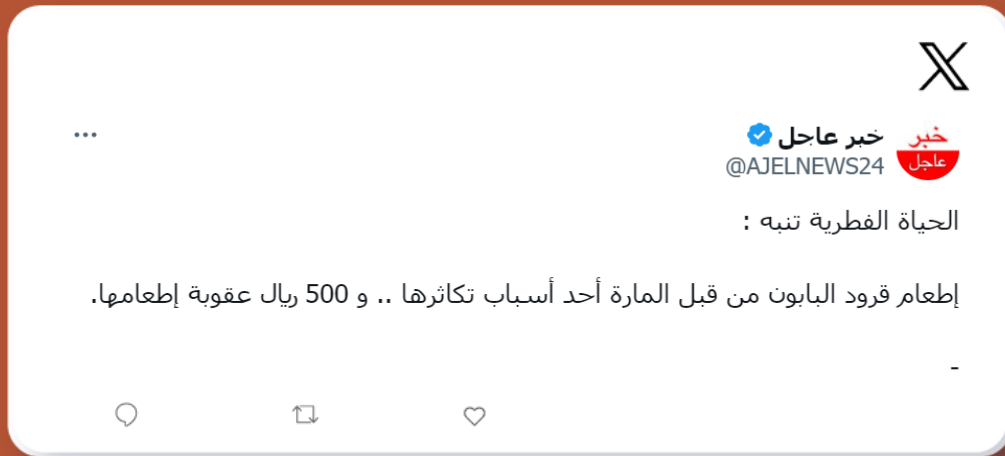 خبر عاجل
خبر عاجل
@AJELNEWS24
الحياة الفطرية تنبه :
إطعام قرود البابون من قبل المارة أحد أسباب تكاثرها .. و 500 ريال عقوبة إطعامها.
-